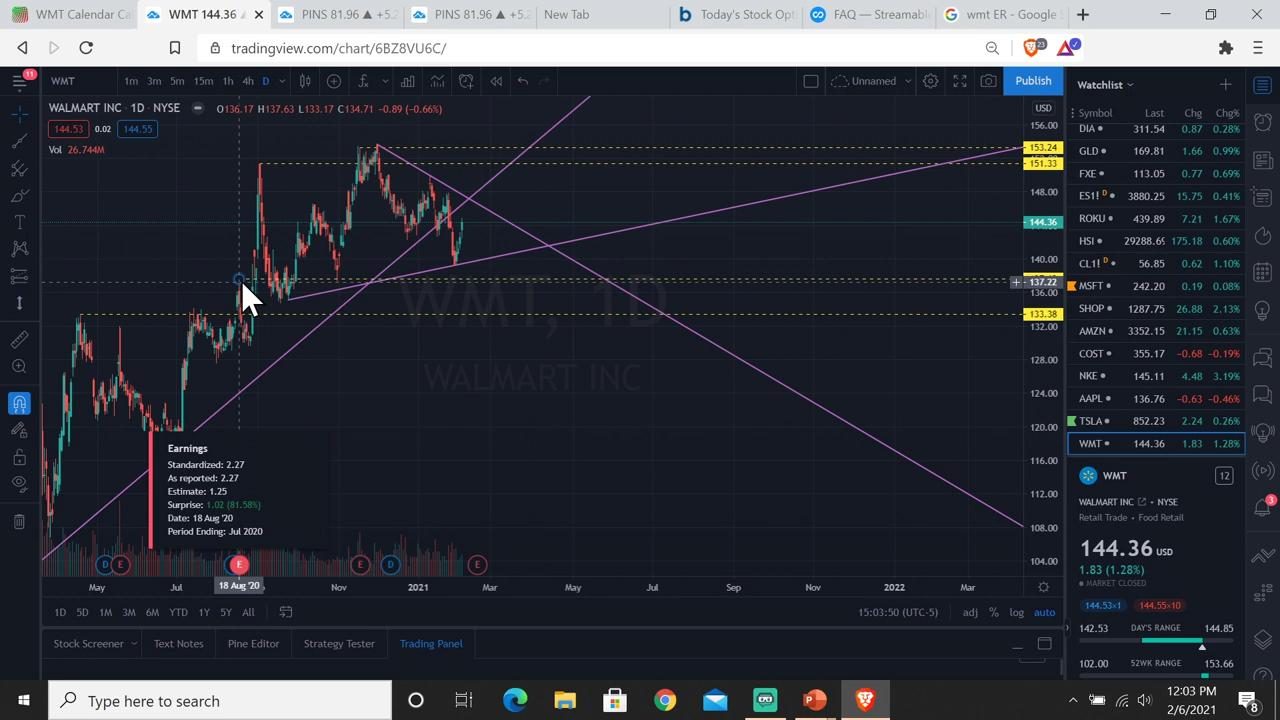 WMT Calendar Ca
WMT 144.36
PINS 81.96 ▲ +5.2
PINS 81.96 ▲ +5.2
New Tab
Today's Stock Opt
FAQ — Streamable
wmt ER - Google S
tradingview.com/chart/6BZ8VU6C/
23
11
WMT 1m 3m 5m 15m 1h 4h D
Unnamed
Publish
WALMART INC • 1D • NYSE O136.17 H137.63 L133.17 C134.71 -0.89 (-0.66%)
144.53 0.02 144.55
Vol 26.744M
WMT, 1D
WALMART INC
USD
156.00
153.24
151.33
148.00
144.36
140.00
137.22
136.00
133.38
132.00
128.00
124.00
120.00
116.00
112.00
108.00
104.00
Earnings
Standardized: 2.27
As reported: 2.27
Estimate: 1.25
Surprise: 1.02 (81.58%)
Date: 18 Aug '20
Period Ending: Jul 2020
D E E E D E
May Jul 18 Aug '20 Nov 2021 Mar May Jul Sep Nov 2022 Mar
1D 5D 1M 3M 6M YTD 1Y 5Y All
15:03:50 (UTC-5) adj % log auto
Stock Screener Text Notes Pine Editor Strategy Tester Trading Panel
Watchlist
Symbol Last Chg Chg%
DIA 311.54 0.87 0.28%
GLD 169.81 1.66 0.99%
FXE 113.05 0.77 0.69%
ES1! D 3880.25 15.75 0.41%
ROKU 439.89 7.21 1.67%
HSI 29288.69 175.18 0.60%
CL1! D 56.85 0.62 1.10%
MSFT 242.20 0.19 0.08%
SHOP 1287.75 26.88 2.13%
AMZN 3352.15 21.15 0.63%
COST 355.17 -0.68 -0.19%
NKE 145.11 4.48 3.19%
AAPL 136.76 -0.63 -0.46%
TSLA 852.23 2.24 0.26%
WMT 144.36 1.83 1.28%
WMT 12
WALMART INC • NYSE
Retail Trade • Food Retail
144.36 USD
1.83 (1.28%)
MARKET CLOSED
144.53×1 144.55×10
142.53 DAY'S RANGE 144.85
102.00 52WK RANGE 153.66
3
Type here to search
12:03 PM
2/6/2021
8